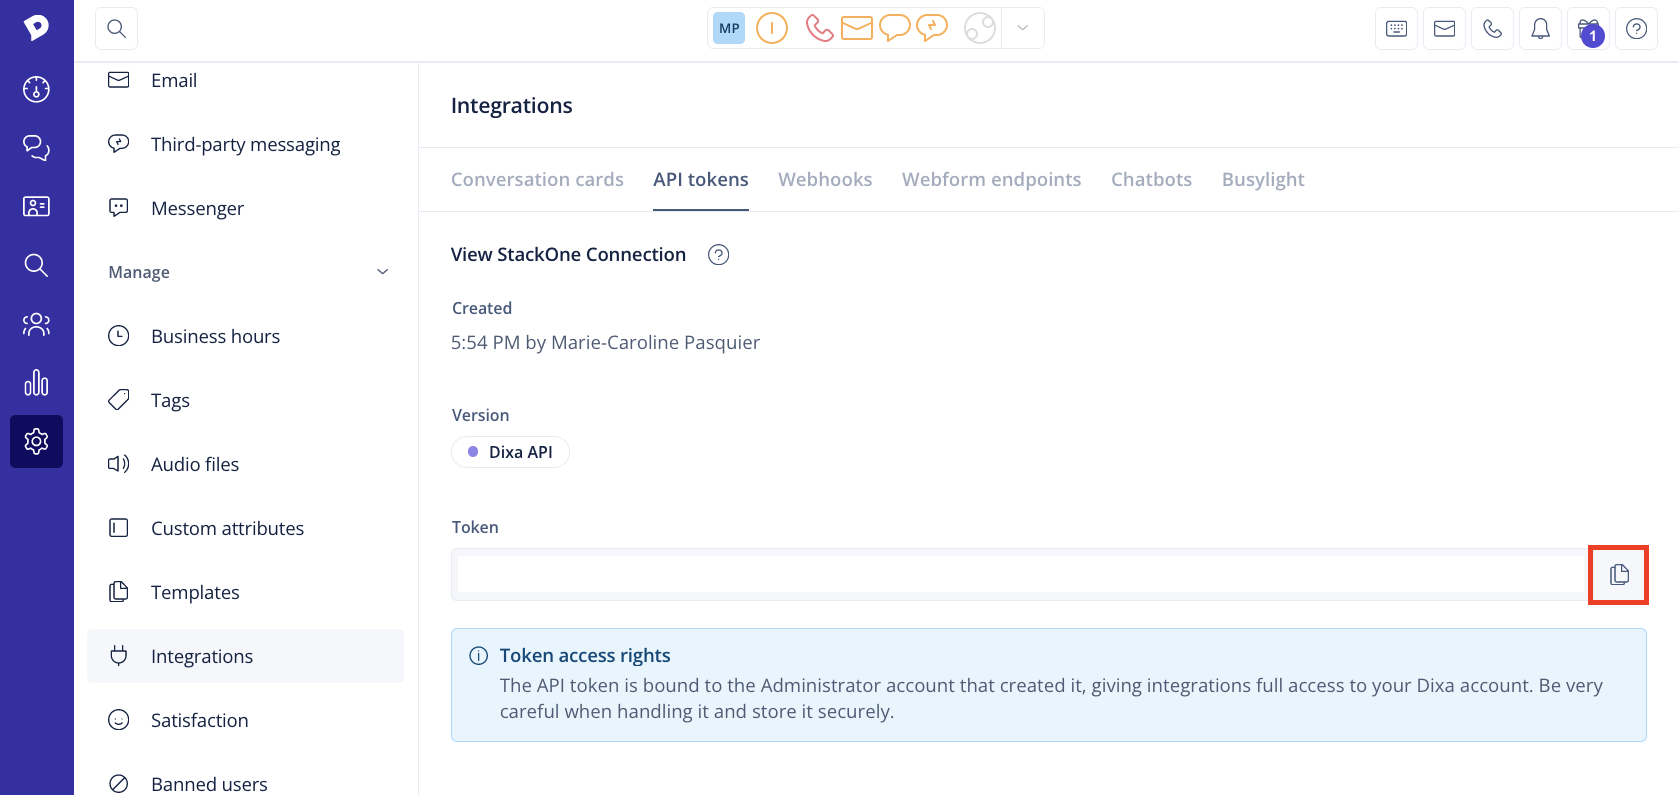 MP
1
Email
Third-party messaging
Messenger
Manage
Business hours
Tags
Audio files
Custom attributes
Templates
Integrations
Satisfaction
Banned users
Integrations
Conversation cards
API tokens
Webhooks
Webform endpoints
Chatbots
Busylight
View StackOne Connection
Created
5:54 PM by Marie-Caroline Pasquier
Version
Dixa API
Token
Token access rights
The API token is bound to the Administrator account that created it, giving integrations full access to your Dixa account. Be very
careful when handling it and store it securely.